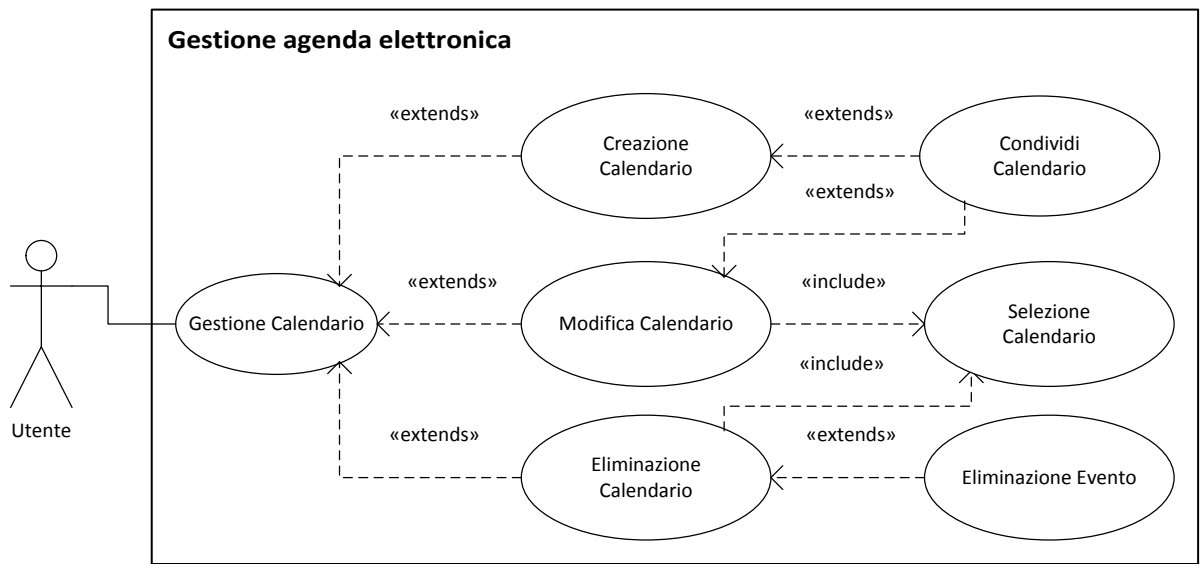 Gestione agenda elettronica
«extends»
«extends»
Creazione
Calendario
Condividi
Calendario
«extends»
«extends»
«include»
Gestione Calendario
Modifica Calendario
Selezione
Calendario
«include»
Utente
«extends»
«extends»
Eliminazione
Calendario
Eliminazione Evento